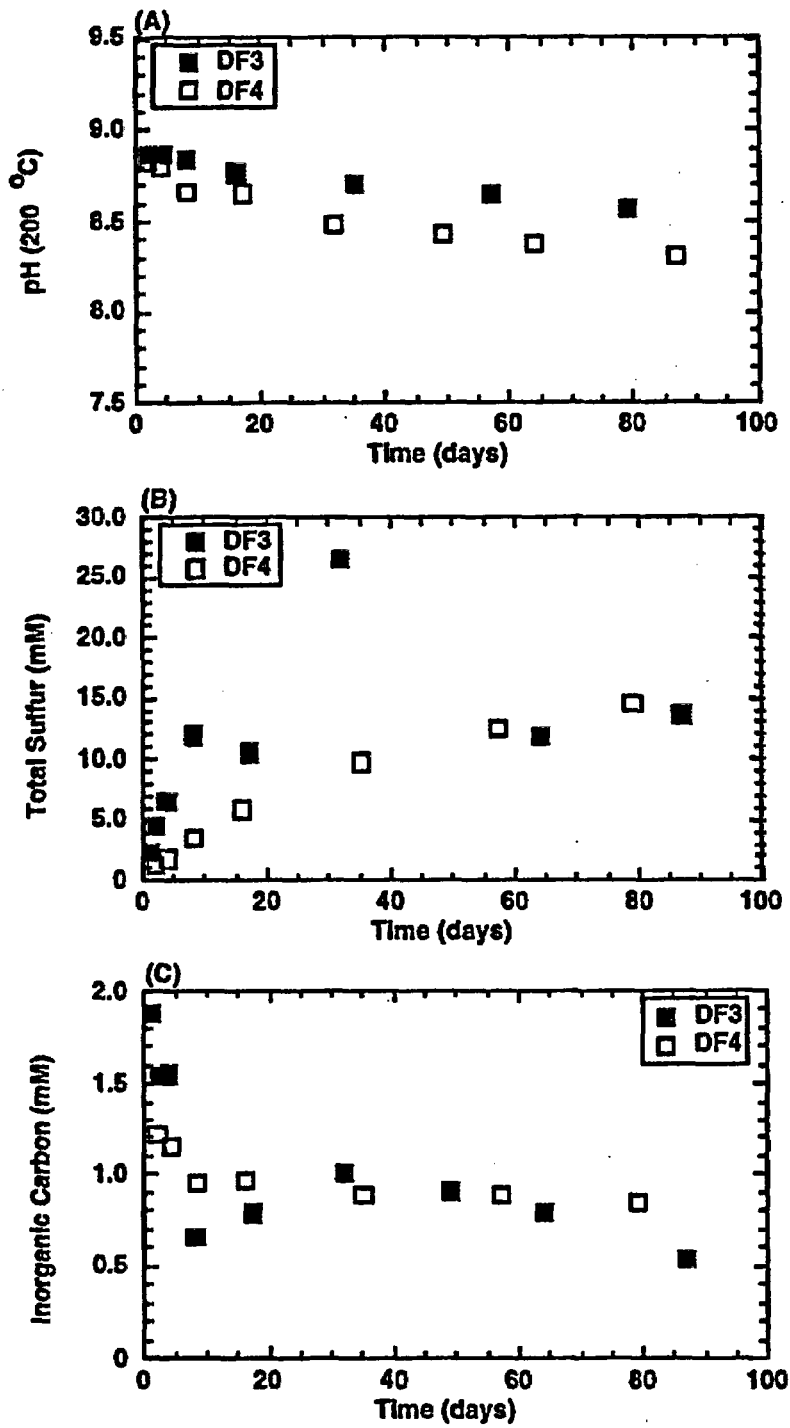 (A)
9.5
9.0
8.5
8.0
7.5
pH (200 °C)
DF3
DF4
0 20 40 60 80 100
Time (days)
(B)
30.0
25.0
20.0
15.0
10.0
5.0
0
Total Sulfur (mM)
DF3
DF4
0 20 40 60 80 100
Time (days)
(C)
2.0
1.5
1.0
0.5
0
Inorganic Carbon (mM)
DF3
DF4
0 20 40 60 80 100
Time (days)